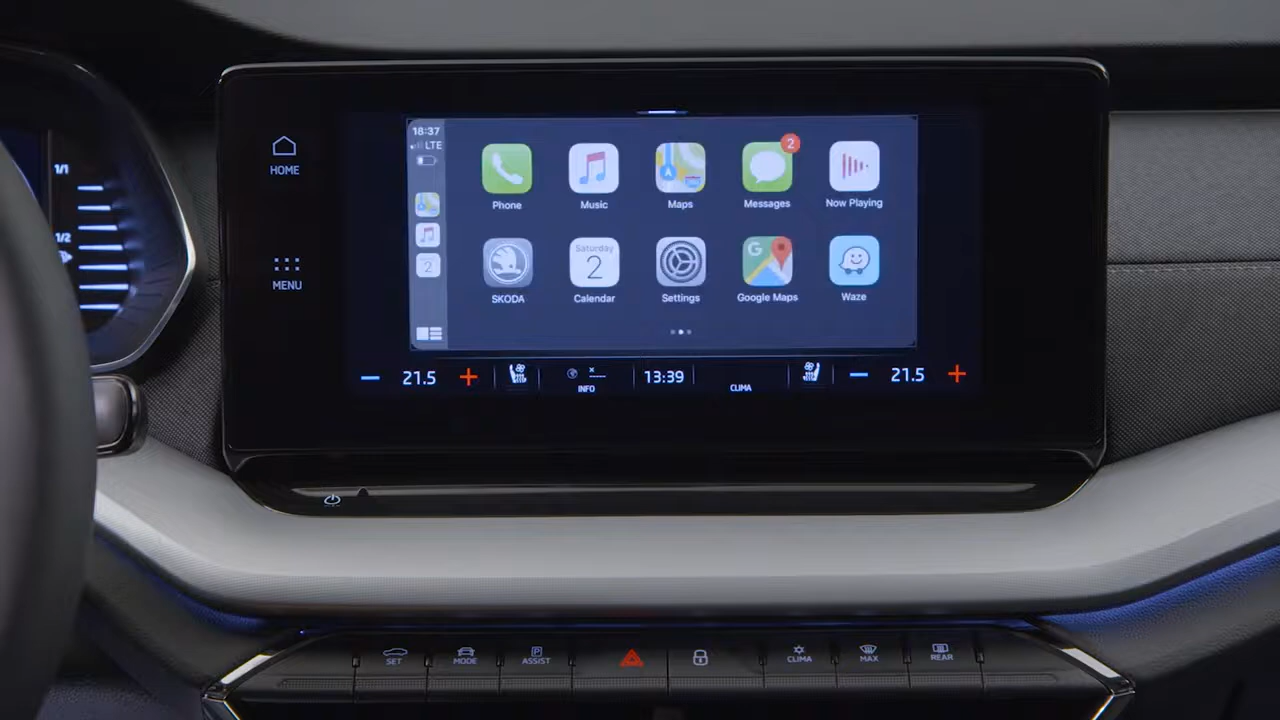 1/1
1/2
HOME
MENU
18:37
LTE
2
Phone
Music
Maps
2
Messages
Now Playing
SKODA
Saturday
2
Calendar
Settings
G
Google Maps
Waze
21.5
INFO
13:39
CLIMA
21.5
SET
MODE
P
ASSIST
CLIMA
MAX
REAR